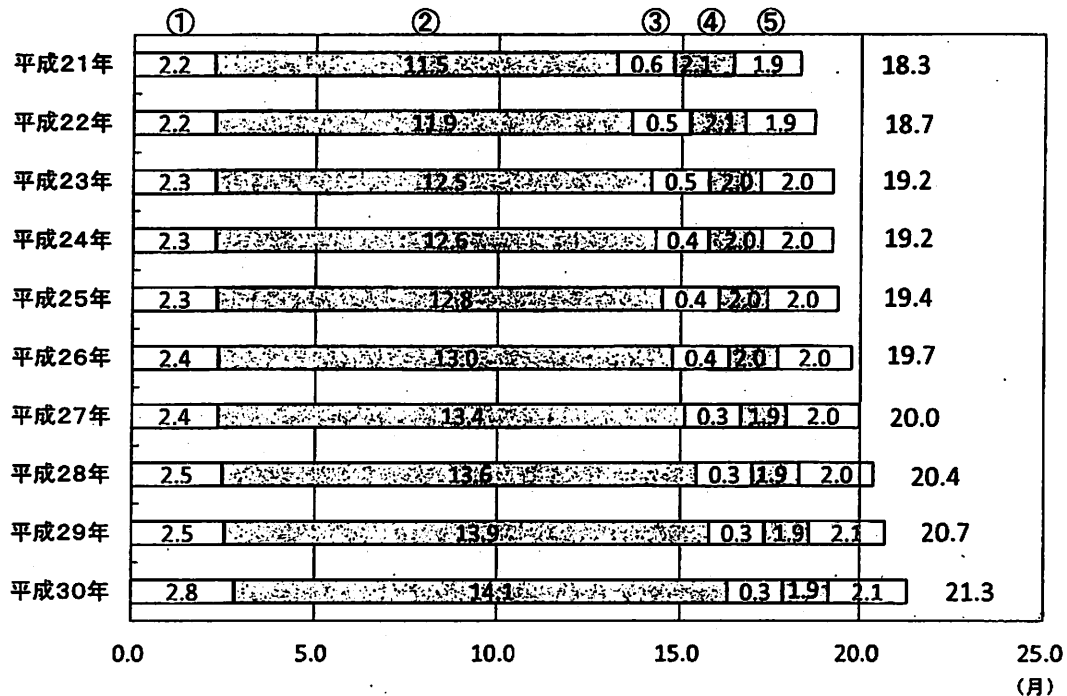 ① ② ③ ④ ⑤
平成21年 2.2 11.5 0.6 2.1 1.9 18.3
平成22年 2.2 11.9 0.5 2.1 1.9 18.7
平成23年 2.3 12.5 0.5 2.0 2.0 19.2
平成24年 2.3 12.6 0.4 2.0 2.0 19.2
平成25年 2.3 12.8 0.4 2.0 2.0 19.4
平成26年 2.4 13.0 0.4 2.0 2.0 19.7
平成27年 2.4 13.4 0.3 1.9 2.0 20.0
平成28年 2.5 13.6 0.3 1.9 2.0 20.4
平成29年 2.5 13.9 0.3 1.9 2.1 20.7
平成30年 2.8 14.1 0.3 1.9 2.1 21.3
0.0 5.0 10.0 15.0 20.0 25.0
(月)